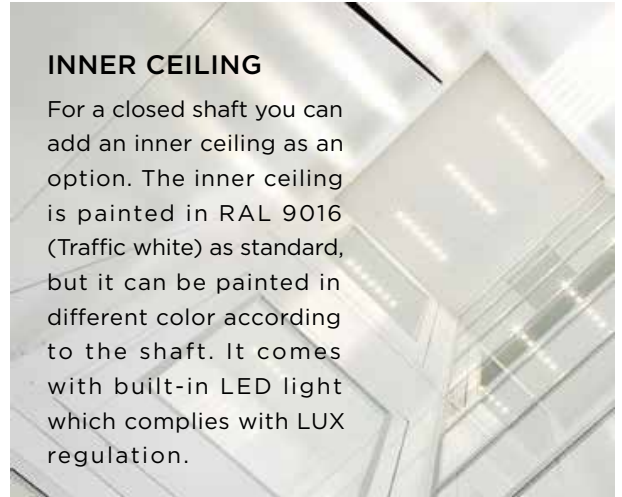 INNER CEILING
For a closed shaft you can
add an inner ceiling as an
option. The inner ceiling
is painted in RAL 9016
(Traffic white) as standard,
but it can be painted in
different color according
to the shaft. It comes
with built-in LED light
which complies with LUX
regulation.